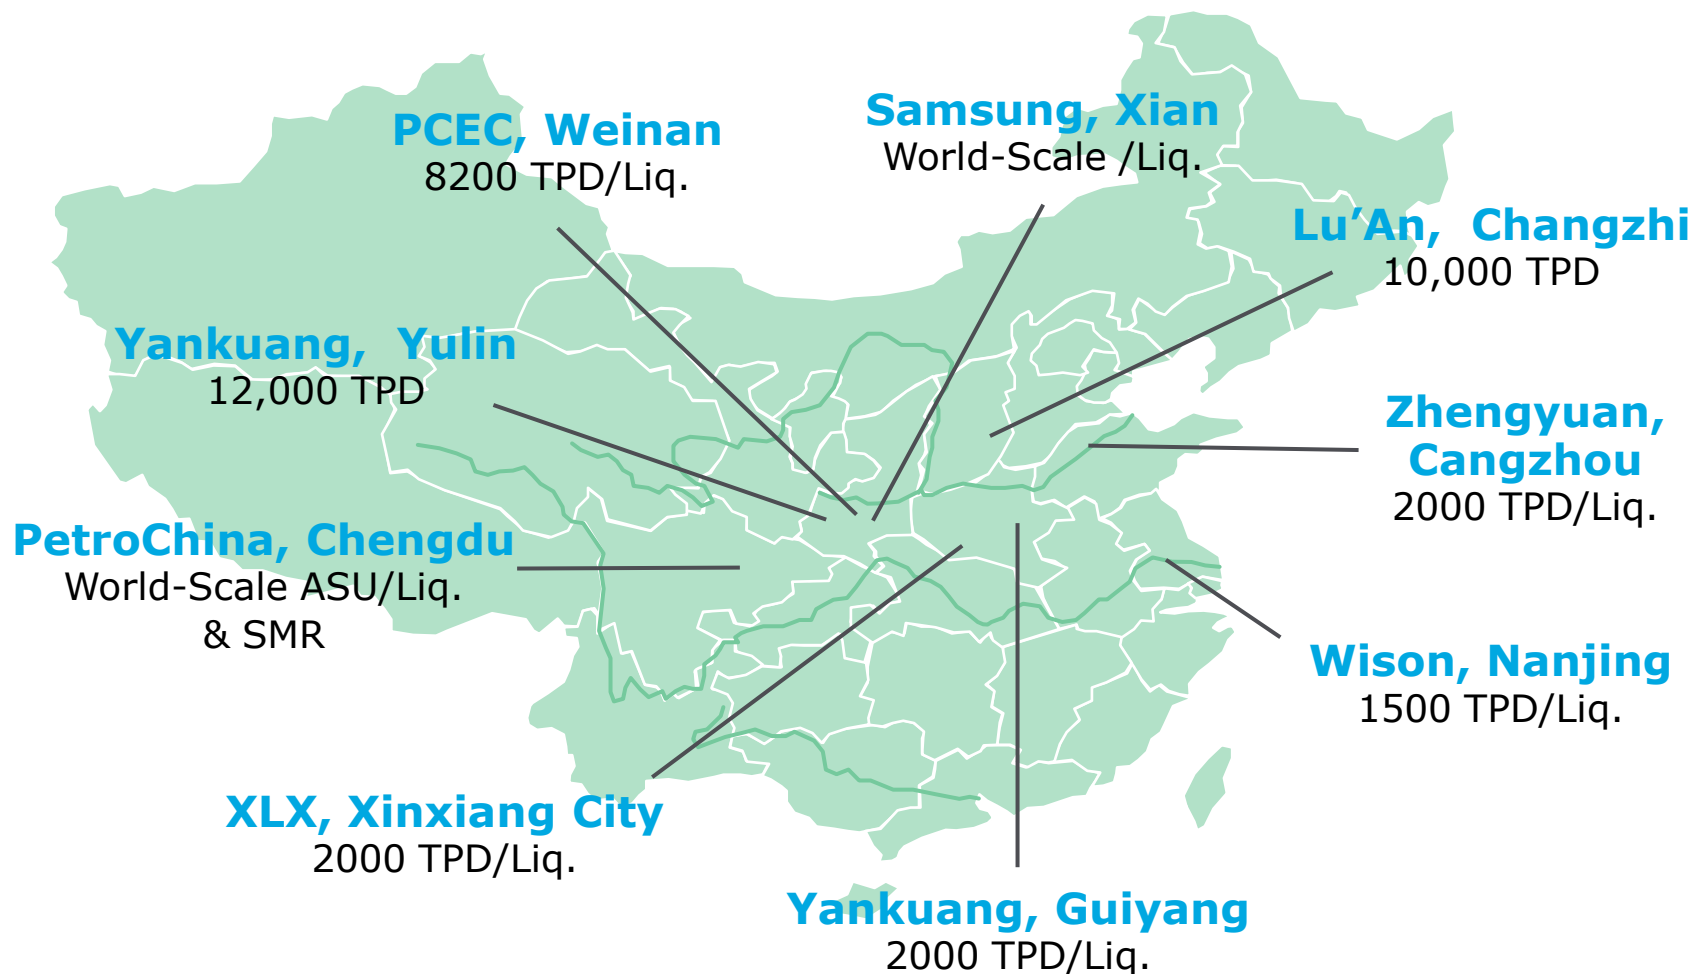 PCEC, Weinan
8200 TPD/Liq.
Samsung, Xian
World-Scale /Liq.
Lu’An,  Changzhi
10,000 TPD
Yankuang,  Yulin
12,000 TPD
Zhengyuan,
Cangzhou
2000 TPD/Liq.
PetroChina, Chengdu
World-Scale ASU/Liq.
& SMR
Wison, Nanjing
1500 TPD/Liq.
XLX, Xinxiang City
2000 TPD/Liq.
Yankuang, Guiyang
2000 TPD/Liq.